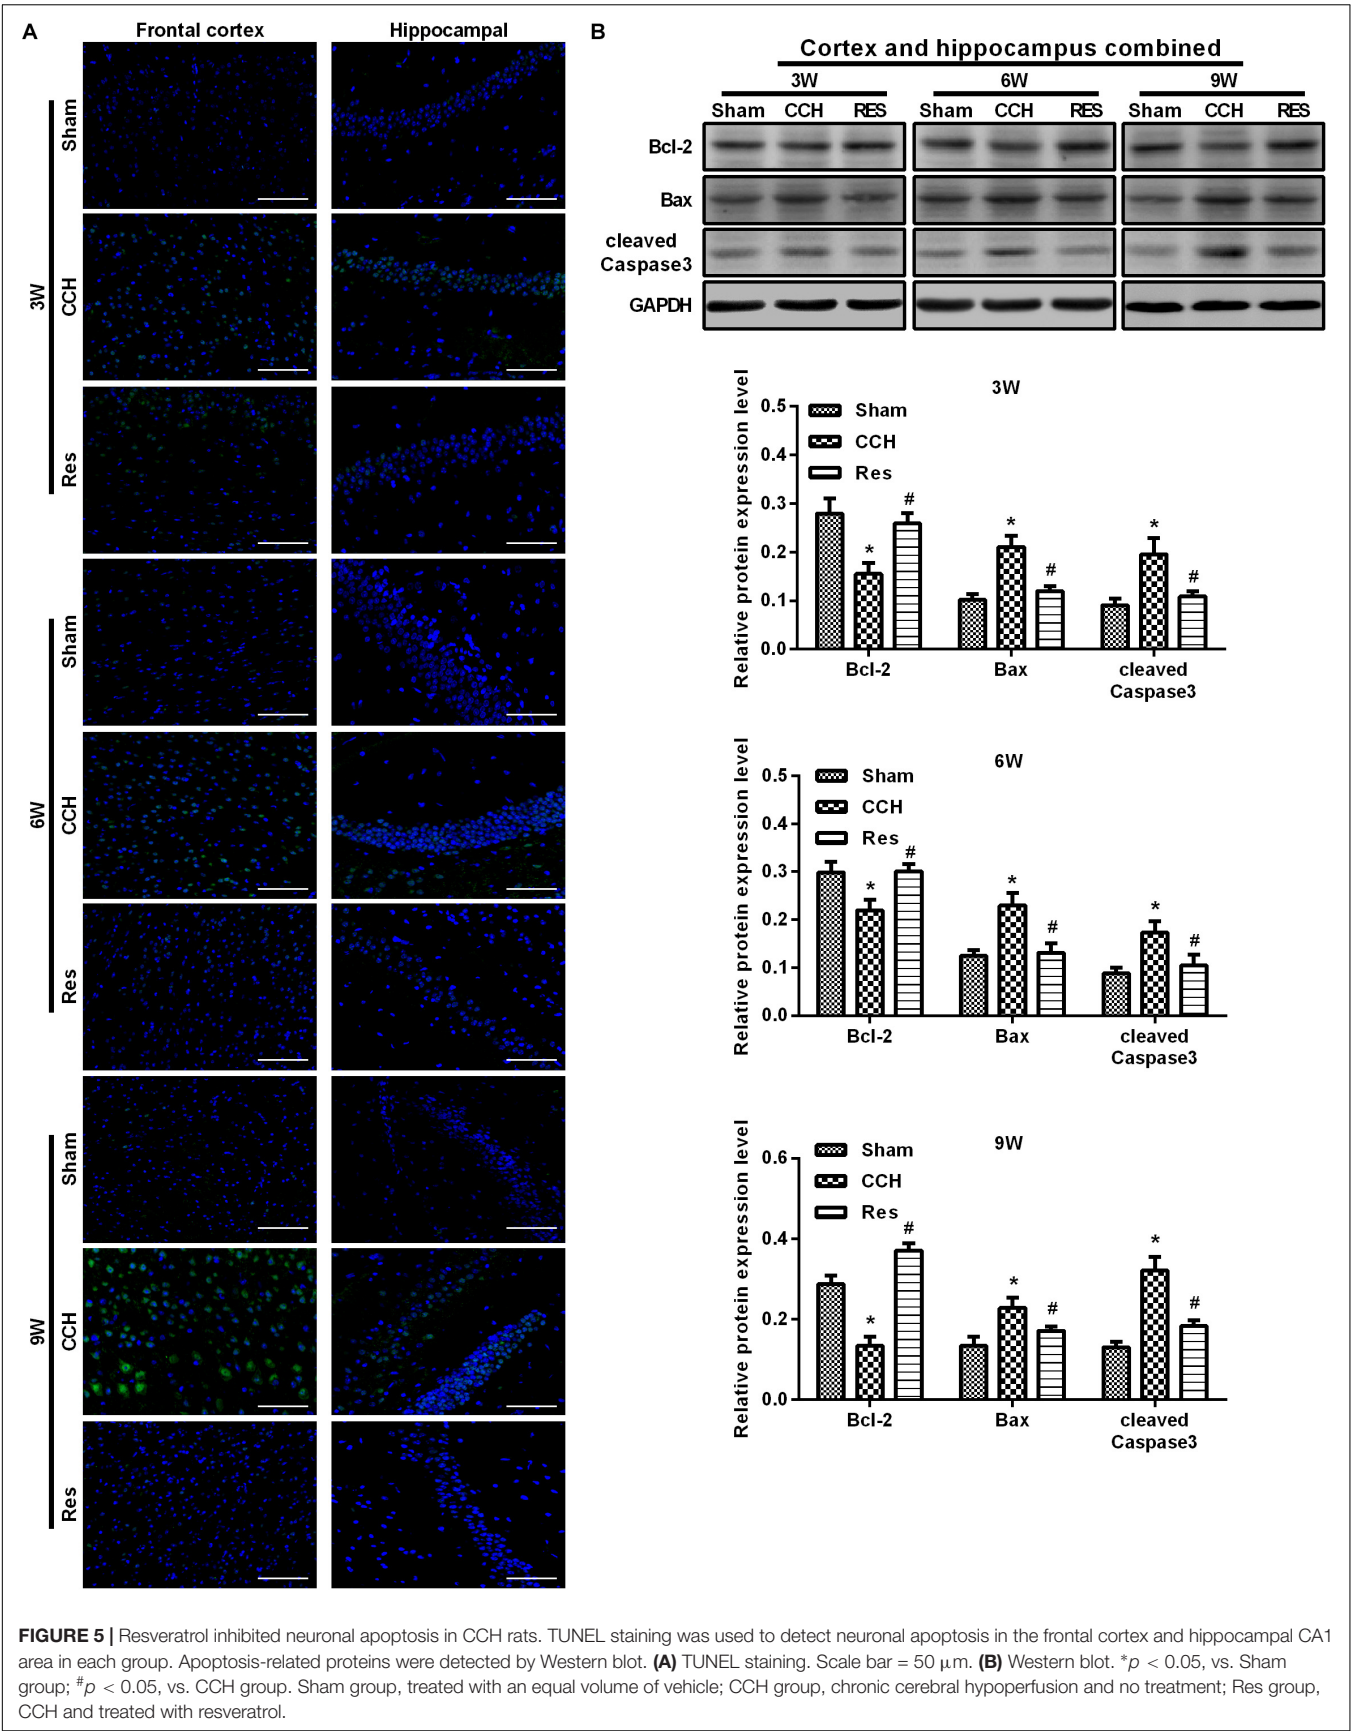 A
Frontal cortex
Hippocampal
3W
Sham
CCH
Res
6W
Sham
CCH
Res
9W
Sham
CCH
Res
B
Cortex and hippocampus combined
3W 6W 9W
Sham CCH RES Sham CCH RES Sham CCH RES
Bcl-2
Bax
cleaved
Caspase3
GAPDH
3W
Relative protein expression level
0.5
0.4
0.3
0.2
0.1
0.0
Sham
CCH
Res
* # * # * #
Bcl-2 Bax cleaved
Caspase3
6W
Relative protein expression level
0.5
0.4
0.3
0.2
0.1
0.0
Sham
CCH
Res
* # * # * #
Bcl-2 Bax cleaved
Caspase3
9W
Relative protein expression level
0.6
0.4
0.2
0.0
Sham
CCH
Res
* # * # * #
Bcl-2 Bax cleaved
Caspase3
FIGURE 5 | Resveratrol inhibited neuronal apoptosis in CCH rats. TUNEL staining was used to detect neuronal apoptosis in the frontal cortex and hippocampal CA1
area in each group. Apoptosis-related proteins were detected by Western blot. (A) TUNEL staining. Scale bar = 50 μm. (B) Western blot. *p < 0.05, vs. Sham
group; #p < 0.05, vs. CCH group. Sham group, treated with an equal volume of vehicle; CCH group, chronic cerebral hypoperfusion and no treatment; Res group,
CCH and treated with resveratrol.